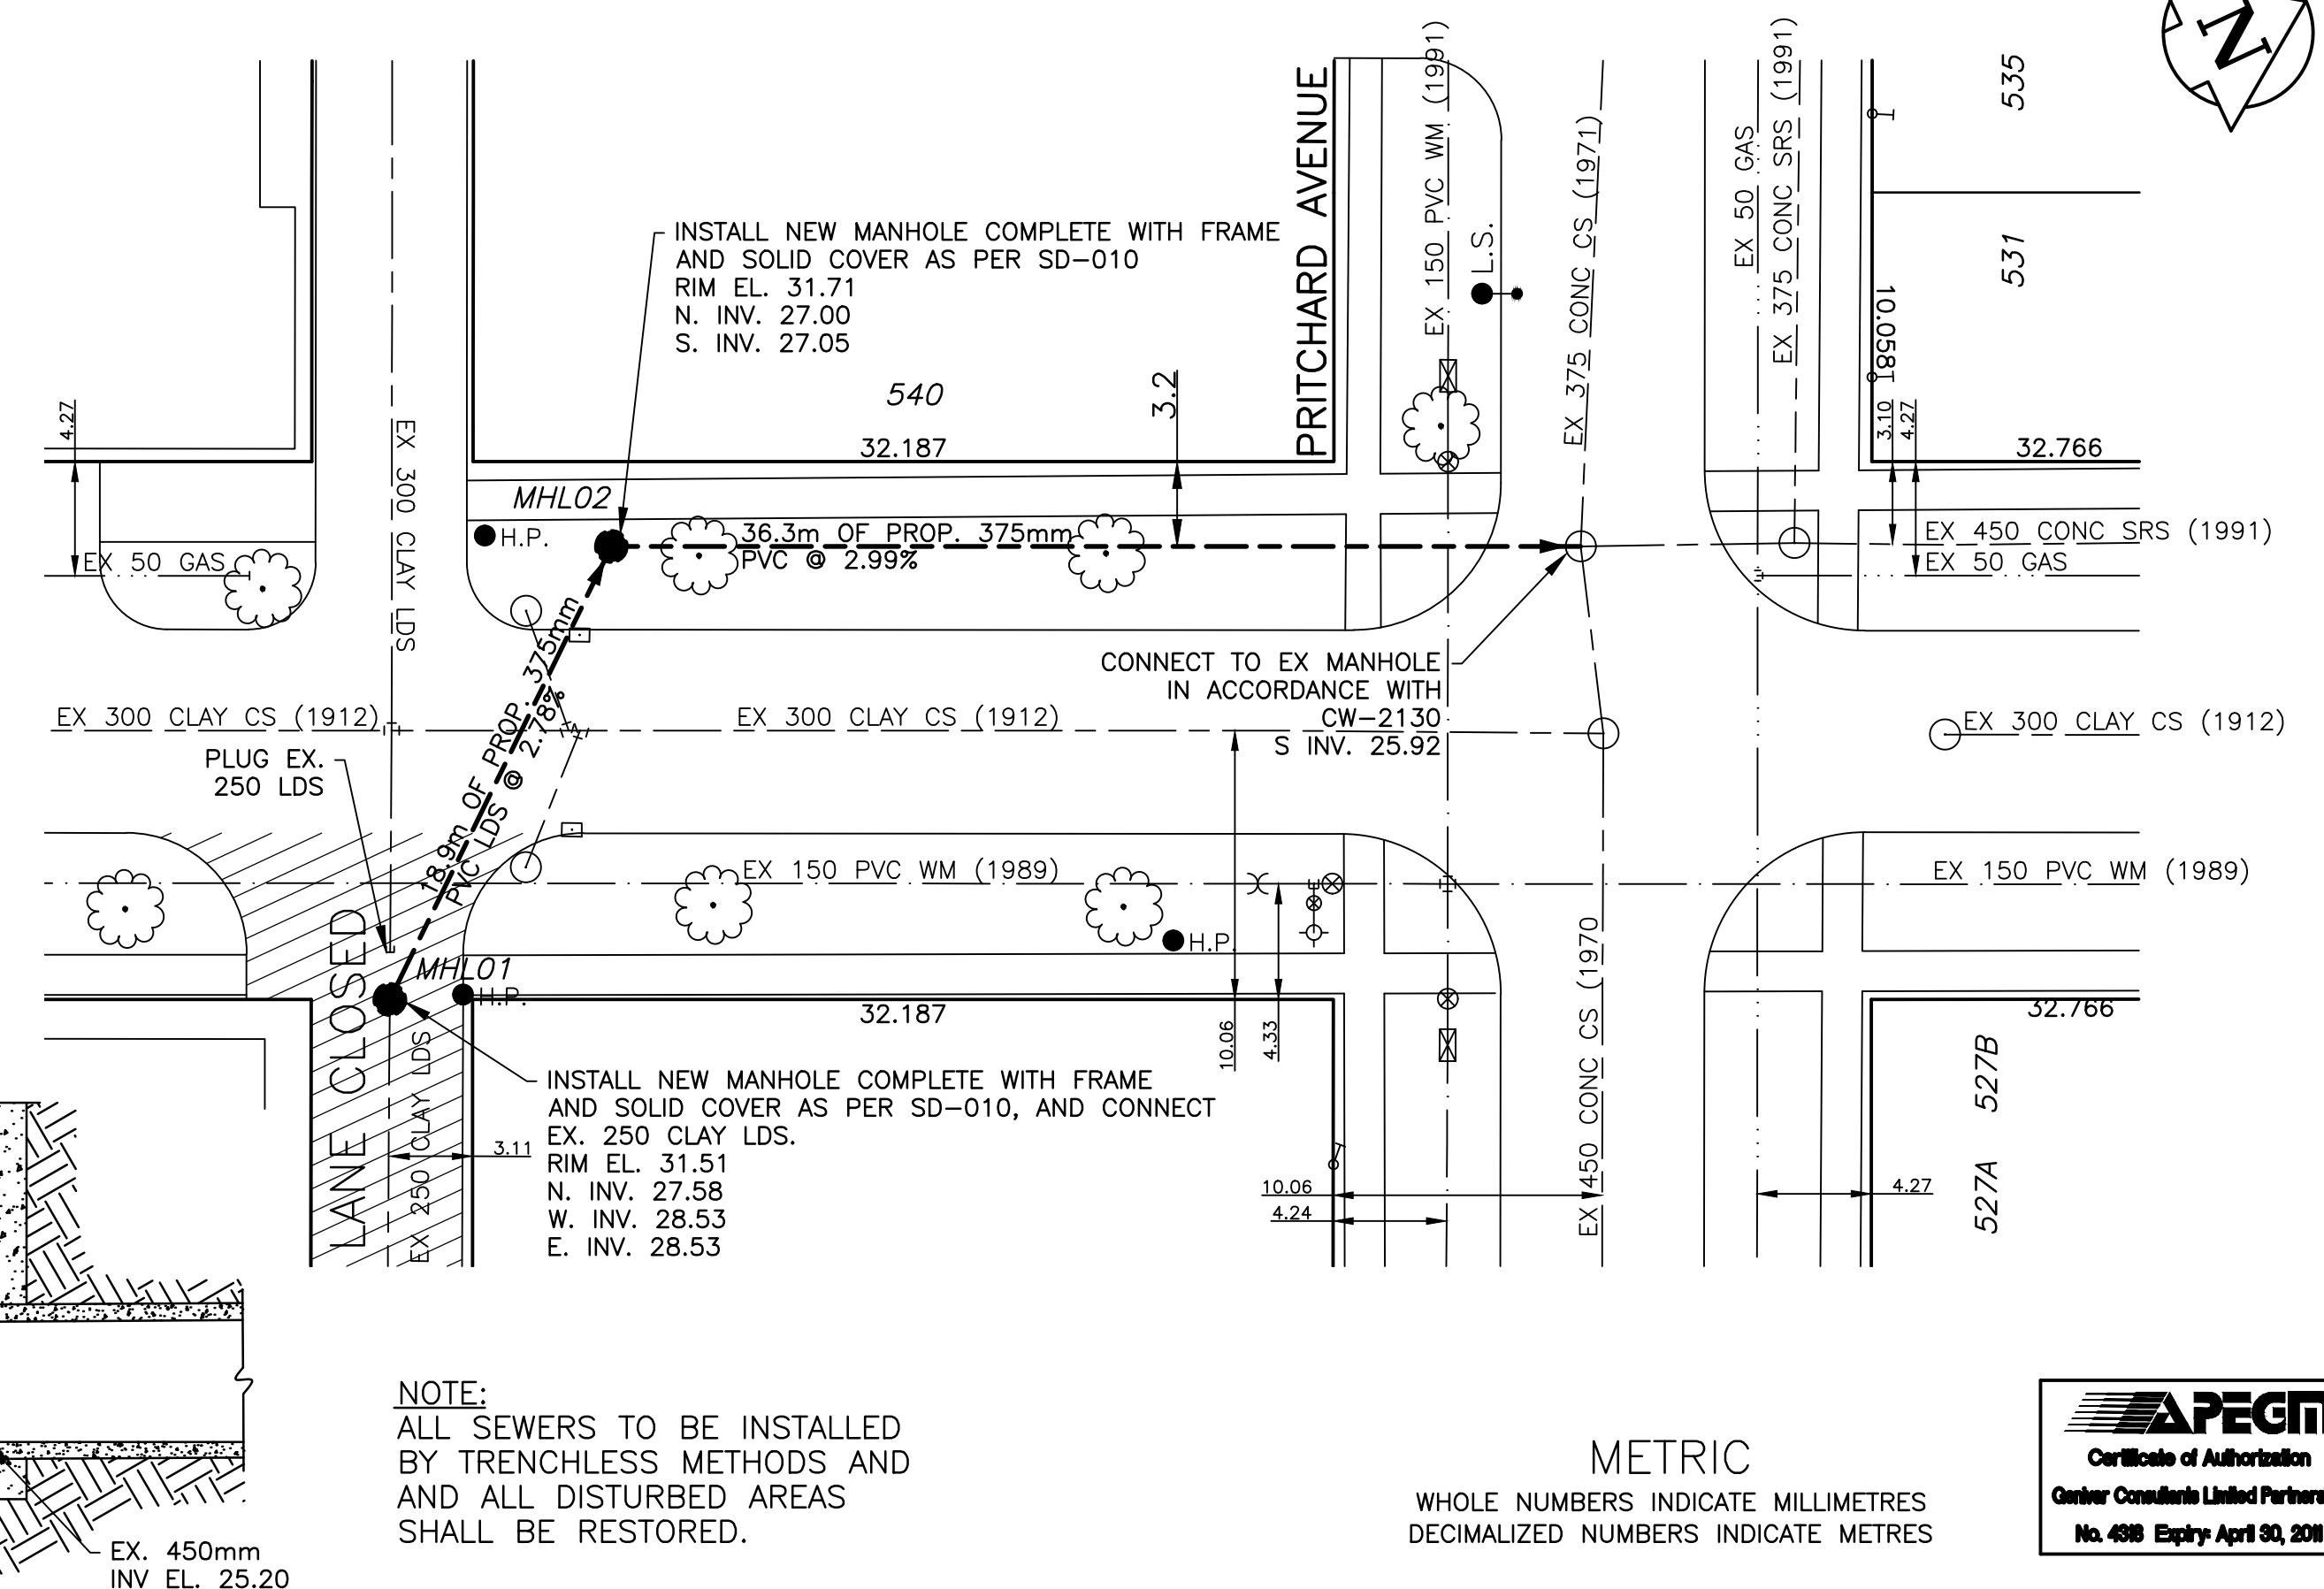 N
PRITCHARD AVENUE
EX 150 PVC WM (1991)
EX 375 CONC CS (1971)
EX 50 GAS
EX 375 CONC SRS (1991)
535
531
10.058
L.S.
INSTALL NEW MANHOLE COMPLETE WITH FRAME
AND SOLID COVER AS PER SD-010
RIM EL. 31.71
N. INV. 27.00
S. INV. 27.05
540
32.187
3.2
4.27
EX 300 CLAY LDS
3.10
4.27
32.766
MHL02
H.P.
36.3m OF PROP. 375mm
PVC @ 2.99%
EX 450 CONC SRS (1991)
EX 50 GAS
EX 50 GAS
18.9m OF PROP. 375mm
PVC LDS @ 2.78%
CONNECT TO EX MANHOLE
IN ACCORDANCE WITH
CW-2130
S INV. 25.92
EX 300 CLAY CS (1912)
EX 300 CLAY CS (1912)
EX 300 CLAY CS (1912)
PLUG EX.
250 LDS
EX 150 PVC WM (1989)
EX 150 PVC WM (1989)
H.P.
MHL01
H.P.
LANE CLOSED
EX 250 CLAY LDS
32.187
10.06
4.33
EX 450 CONC CS (1970
32.766
527B
527A
INSTALL NEW MANHOLE COMPLETE WITH FRAME
AND SOLID COVER AS PER SD-010, AND CONNECT
EX. 250 CLAY LDS.
RIM EL. 31.51
N. INV. 27.58
W. INV. 28.53
E. INV. 28.53
3.11
10.06
4.24
4.27
NOTE:
ALL SEWERS TO BE INSTALLED
BY TRENCHLESS METHODS AND
AND ALL DISTURBED AREAS
SHALL BE RESTORED.
EX. 450mm
INV EL. 25.20
METRIC
WHOLE NUMBERS INDICATE MILLIMETRES
DECIMALIZED NUMBERS INDICATE METRES
APEGM
Certificate of Authorization
Genivar Consultants Limited
No. 4318 Expiry: April 30, 2011